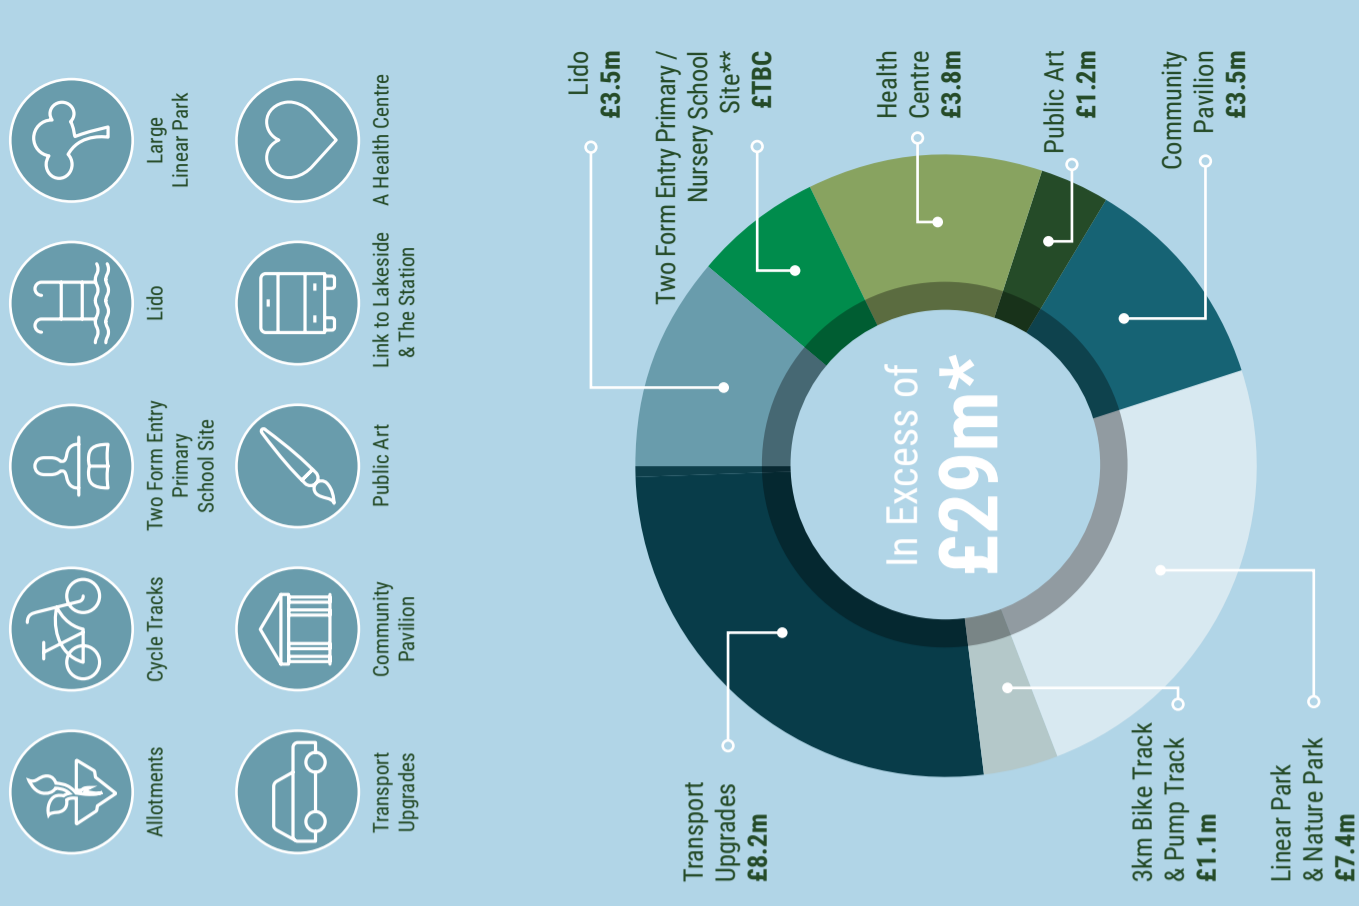 Allotments
Cycle Tracks
Two Form Entry
Primary
School Site
Lido
Large
Linear Park
Transport
Upgrades
Community
Pavilion
Public Art
Link to Lakeside
& The Station
A Health Centre
Lido
£3.5m
Two Form Entry Primary /
Nursery School
Site**
£TBC
Health
Centre
£3.8m
Public Art
£1.2m
Community
Pavilion
£3.5m
In Excess of
£29m*
Transport
Upgrades
£8.2m
3km Bike Track
& Pump Track
£1.1m
Linear Park
& Nature Park
£7.4m